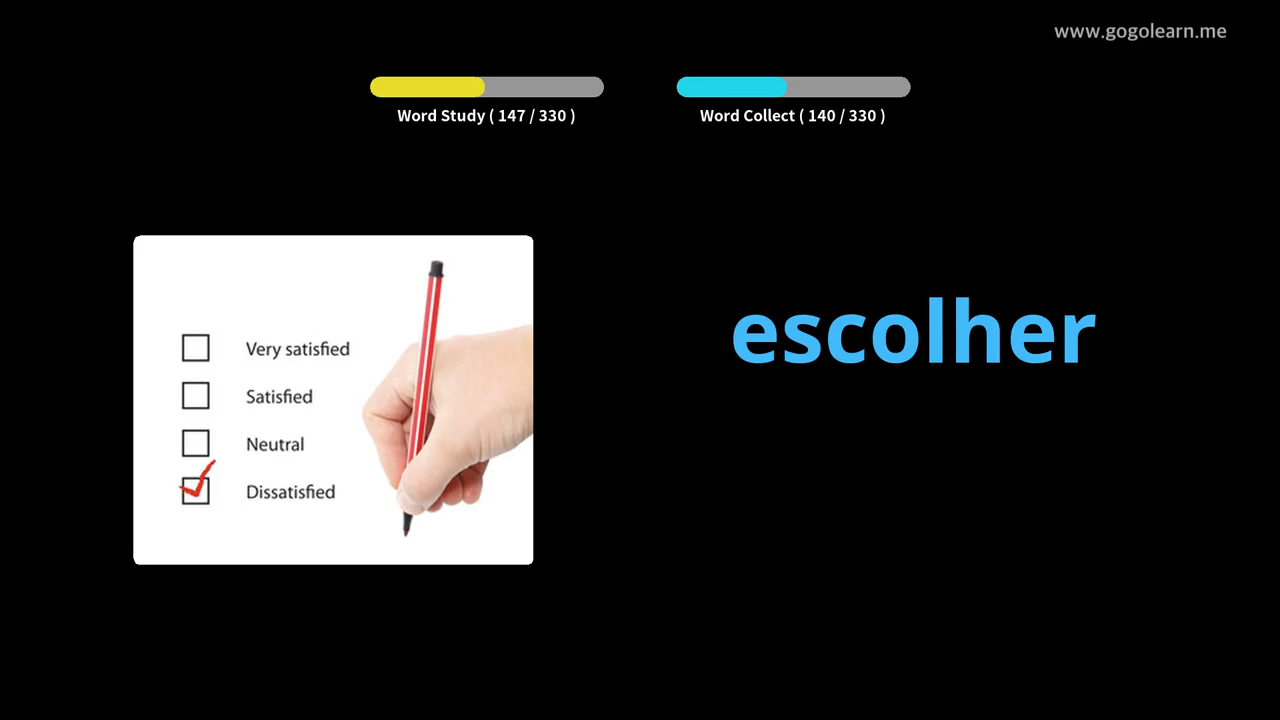 www.gogolearn.me
Word Study ( 147 / 330 )
Word Collect ( 140 / 330 )
Very satisfied
Satisfied
Neutral
Dissatisfied
escolher